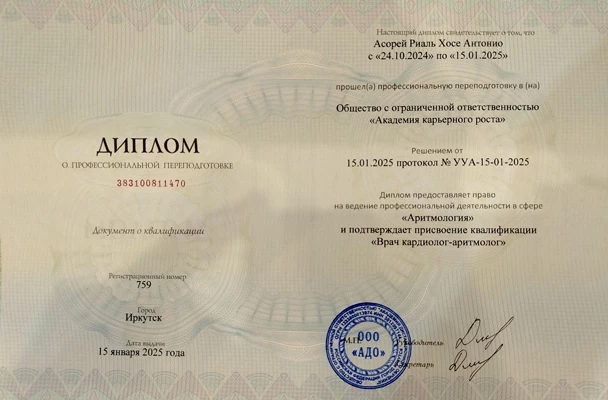 ДИПЛОМ
О ПРОФЕССИОНАЛЬНОЙ ПЕРЕПОДГОТОВКЕ
383100811470
Документ о квалификации
Регистрационный номер
759
Город
Иркутск
Дата выдачи
15 января 2025 года
Настоящий диплом свидетельствует о том, что
Асорей Риаль Хосе Антонио
с «24.10.2024» по «15.01.2025»
прошел(а) профессиональную переподготовку в (на)
Общество с ограниченной ответственностью
«Академия карьерного роста»
Решением от
15.01.2025 протокол № УУА-15-01-2025
Диплом предоставляет право
на ведение профессиональной деятельности в сфере
«Аритмология»
и подтверждает присвоение квалификации
«Врач кардиолог-аритмолог»
М.П.
Руководитель
Секретарь
ООО
«АДО»